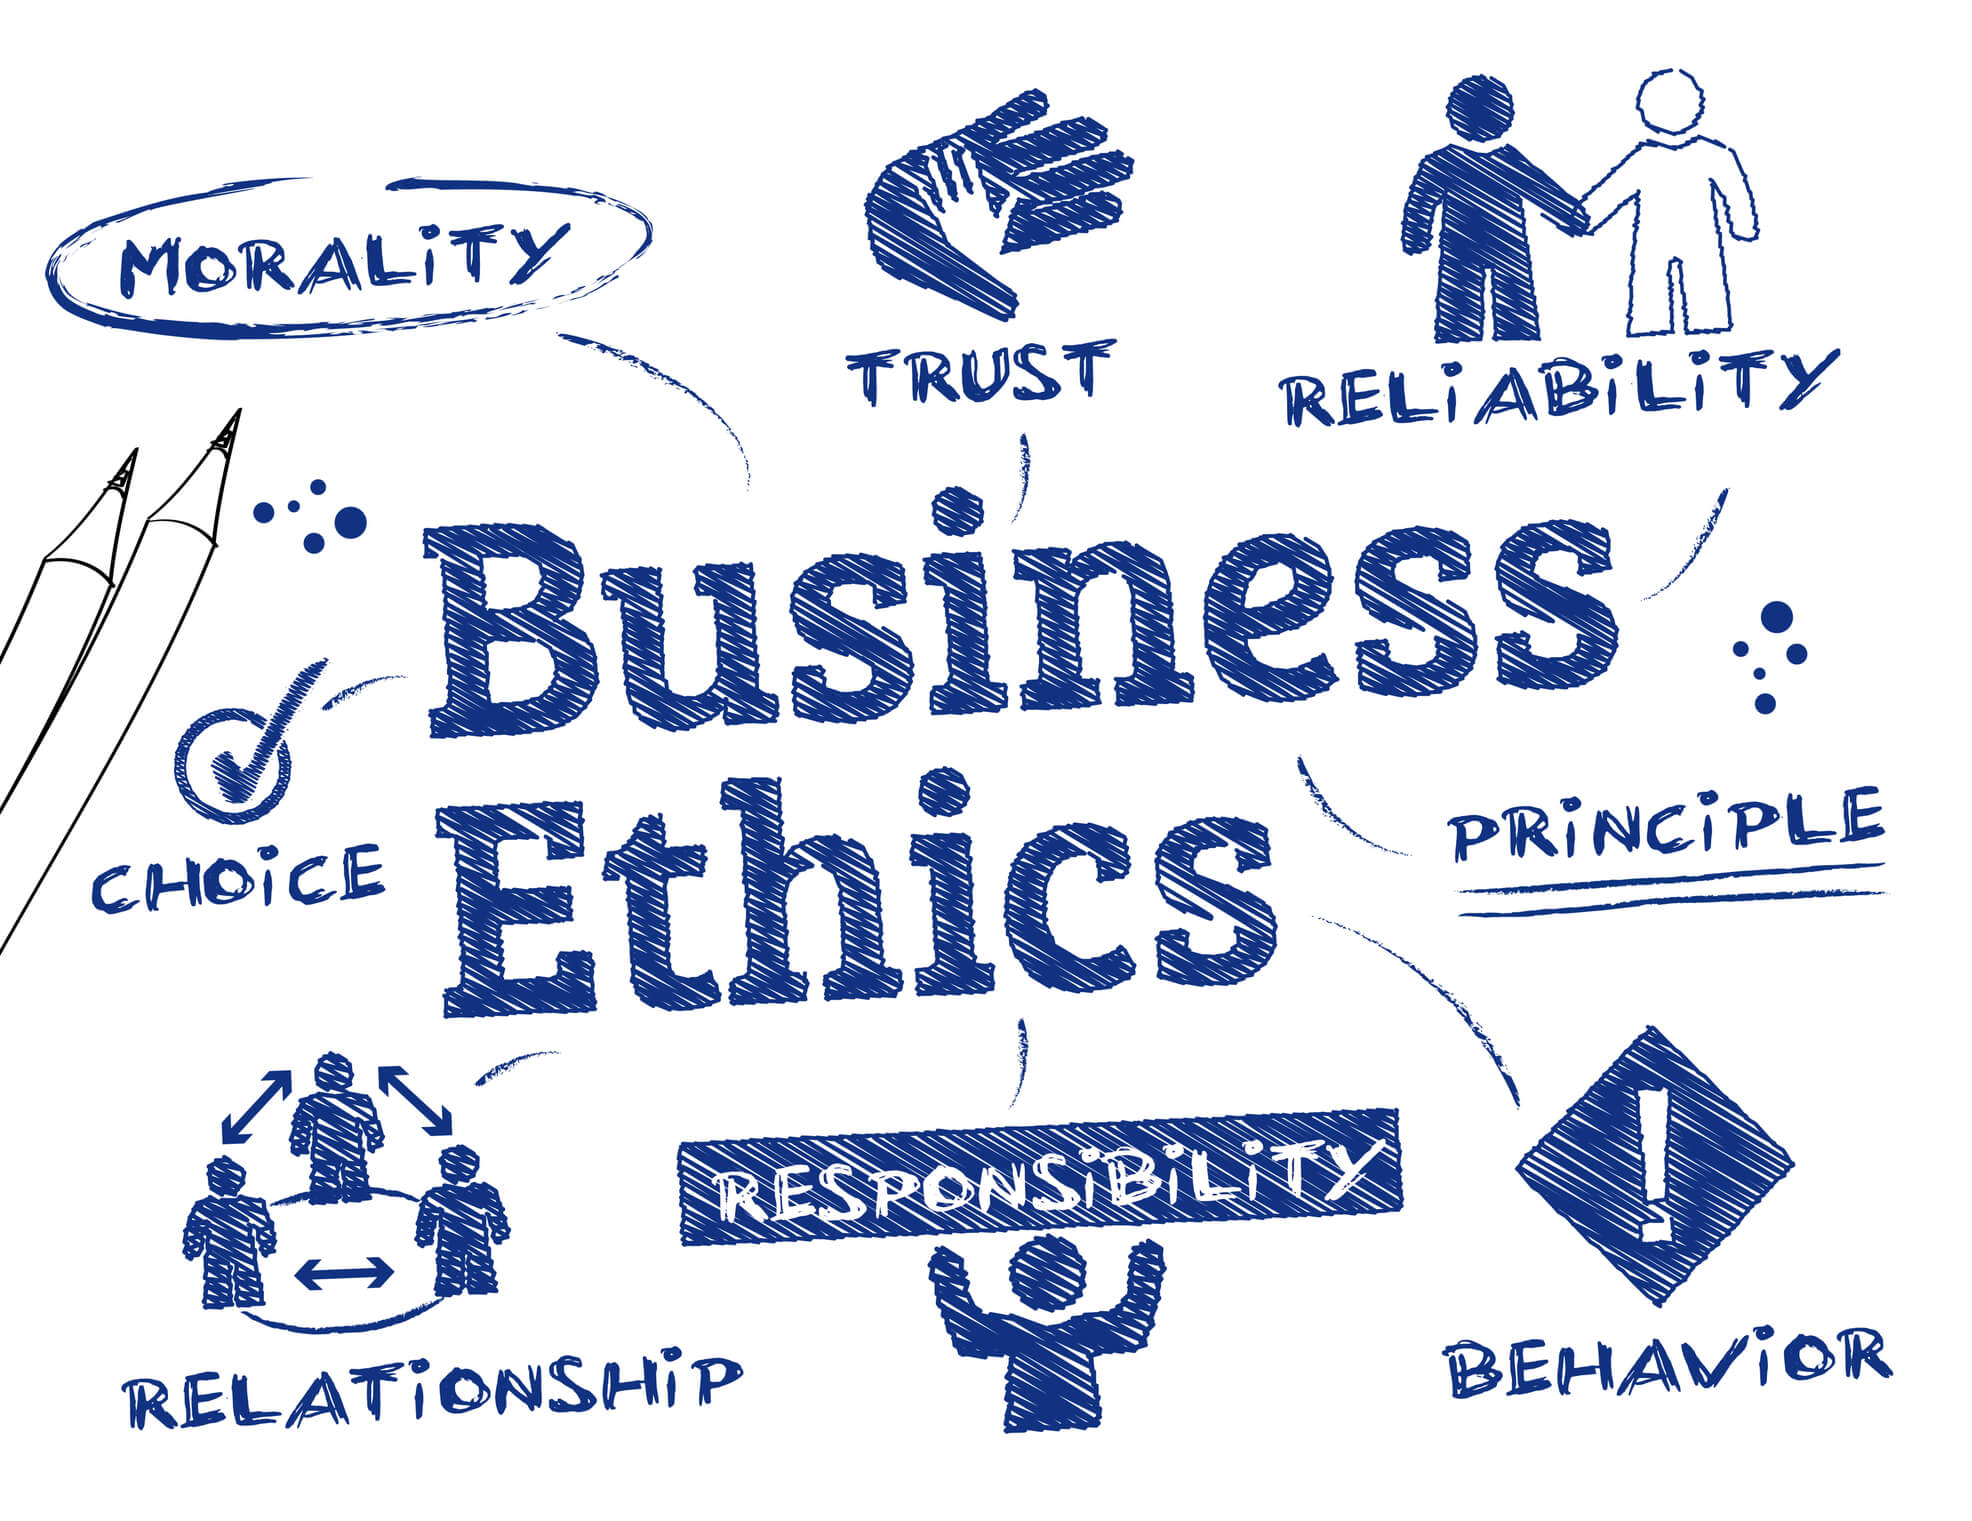 MORALiTY
TRUST
RELiABiLiTY
Business
Ethics
CHOiCE
PRiNCiPLE
RELATiONSHiP
RESPONSiBiLiTY
BEHAViOR